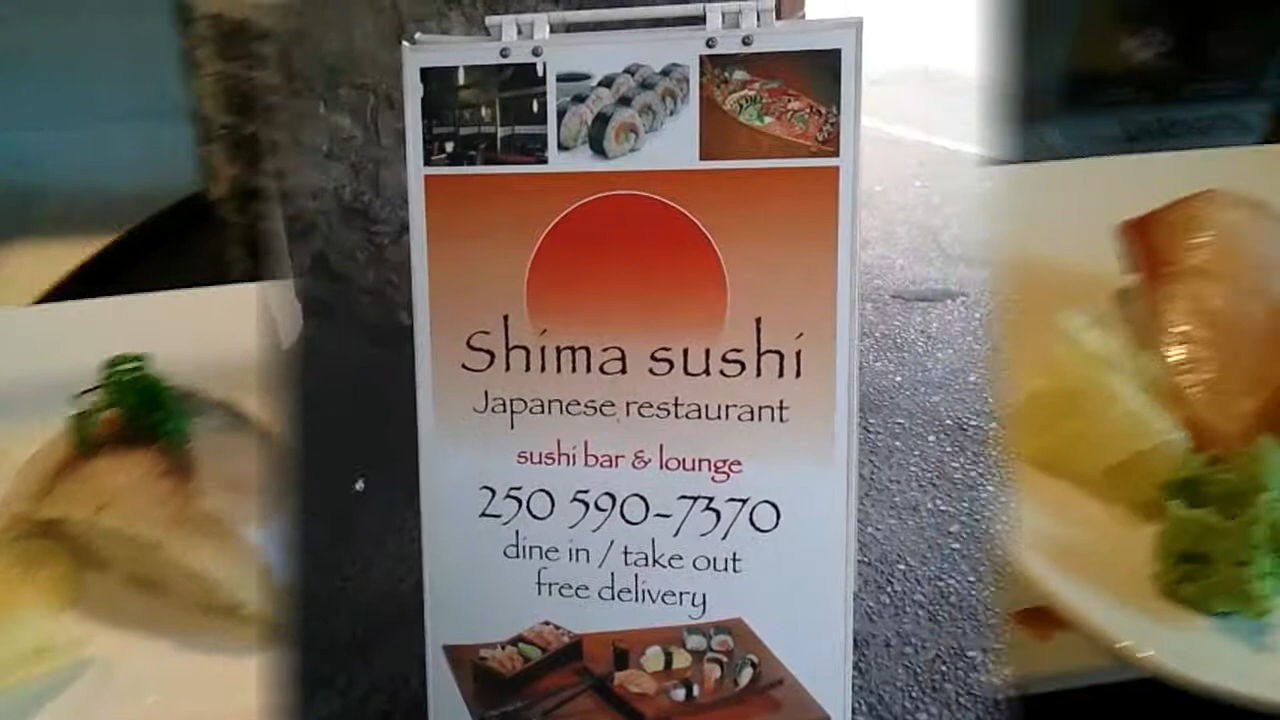 Shima sushi
Japanese restaurant
sushi bar & lounge
250 590-7370
dine in / take out
free delivery